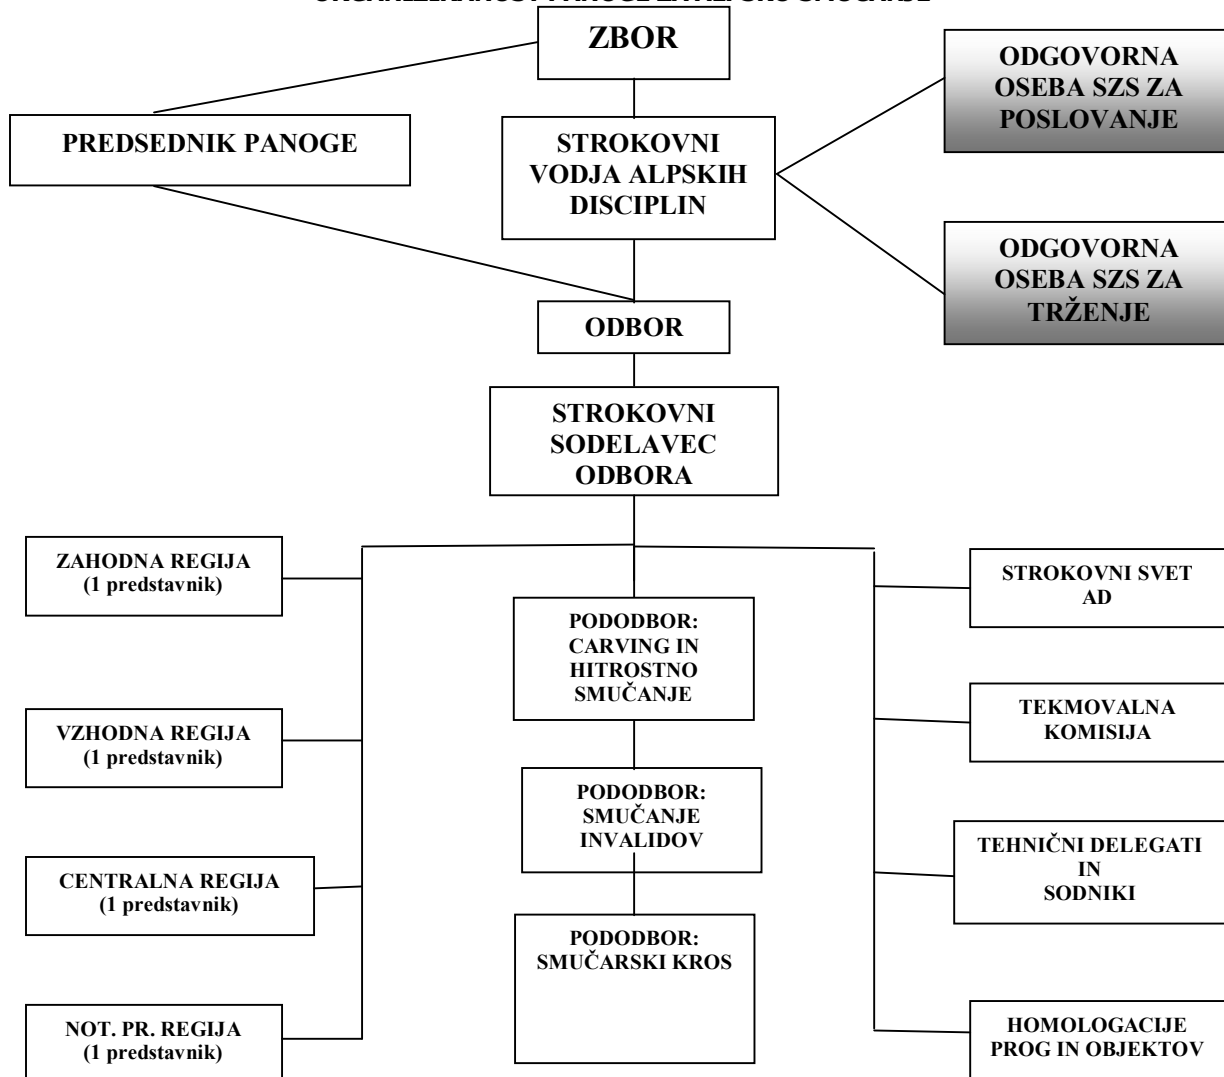 ZBOR
ODGOVORNA
OSEBA SZS ZA
POSLOVANJE
PREDSEDNIK PANOGE
STROKOVNI
VODJA ALPSKIH
DISCIPLIN
ODGOVORNA
OSEBA SZS ZA
TRŽENJE
ODBOR
STROKOVNI
SODELAVEC
ODBORA
ZAHODNA REGIJA
(1 predstavnik)
VZHODNA REGIJA
(1 predstavnik)
CENTRALNA REGIJA
(1 predstavnik)
NOT. PR. REGIJA
(1 predstavnik)
PODODBOR:
CARVING IN
HITROSTNO
SMUČANJE
PODODBOR:
SMUČANJE
INVALIDOV
PODODBOR:
SMUČARSKI KROS
STROKOVNI SVET
AD
TEKMOVALNA
KOMISIJA
TEHNIČNI DELEGATI
IN
SODNIKI
HOMOLOGACIJE
PROG IN OBJEKTOV